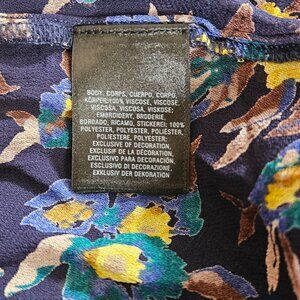 BODY, CORPS, CUERPO, CORPO,
KÖRPER:100% VISCOSE, VISCOSE,
VISCOSA, VISCOSA, VISKOSE;
EMBROIDERY, BRODERIE,
BORDADO, RICAMO, STICKEREI: 100%
POLYESTER, POLYESTER, POLIÉSTER,
POLIESTERE, POLYESTER.
EXCLUSIVE OF DECORATION
EXCLUSIF DE LA DÉCORATION
EXCLUSIVO PARA DECORACIÓN.
ESCLUSIVO DI DECORAZIONE
EXKLUSIV DER DEKORATION